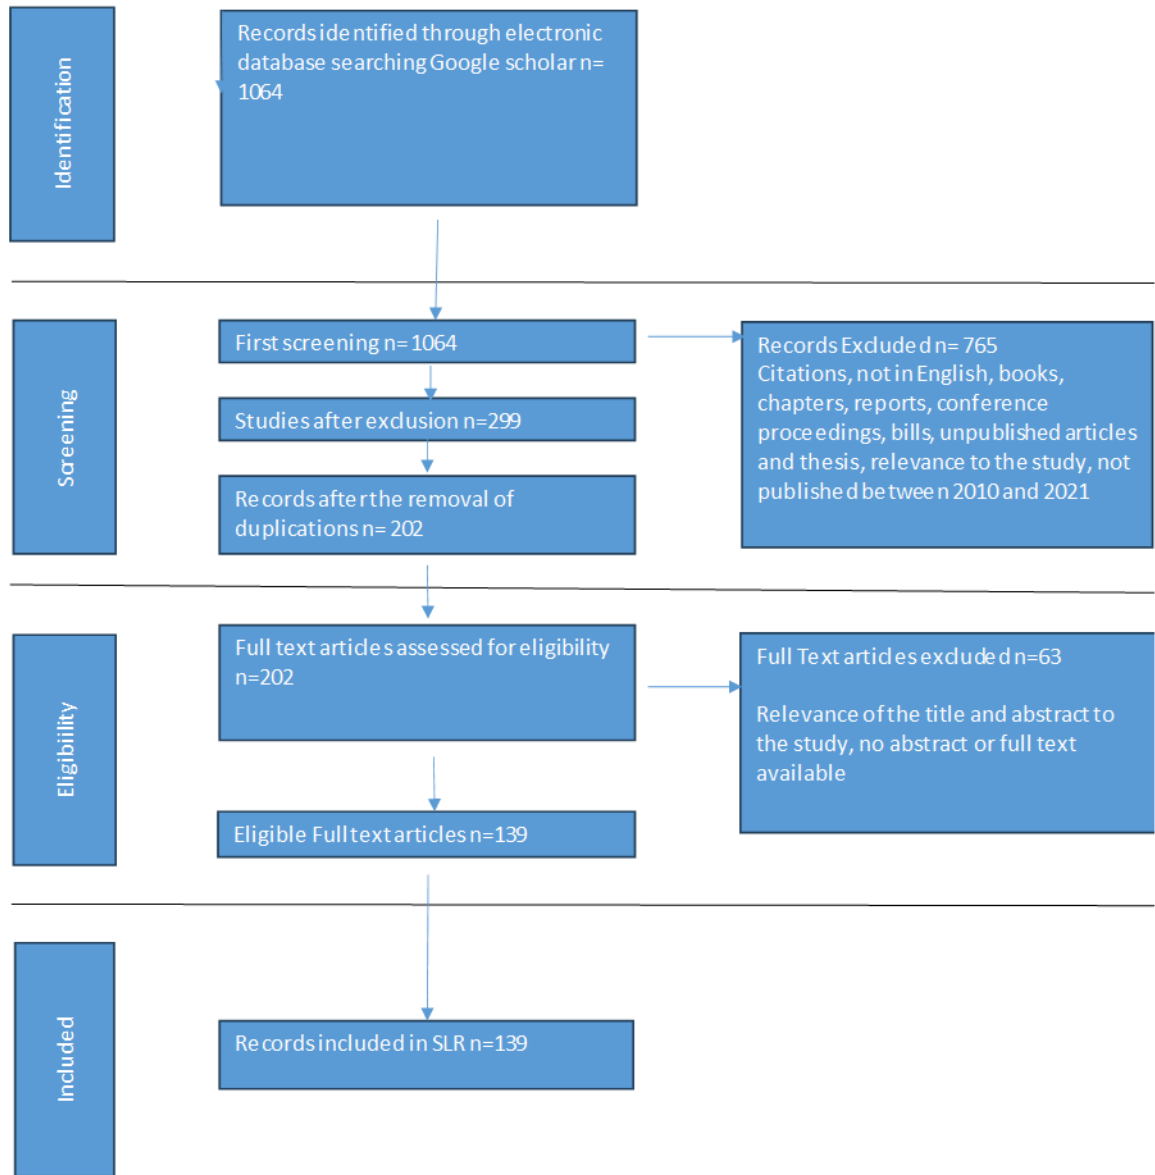 Identification
Records identified through electronic
database searching Google scholar n=
1064
Screening
First screening n= 1064
Records Excluded n= 765
Citations, not in English, books,
chapters, reports, conference
proceedings, bills, unpublished articles
and thesis, relevance to the study, not
published between 2010 and 2021
Studies after exclusion n=299
Records after the removal of
duplications n= 202
Eligibiility
Full text articles assessed for eligibility
n=202
Full Text articles excluded n=63
Relevance of the title and abstract to
the study, no abstract or full text
available
Eligible Full text articles n=139
Included
Records included in SLR n=139